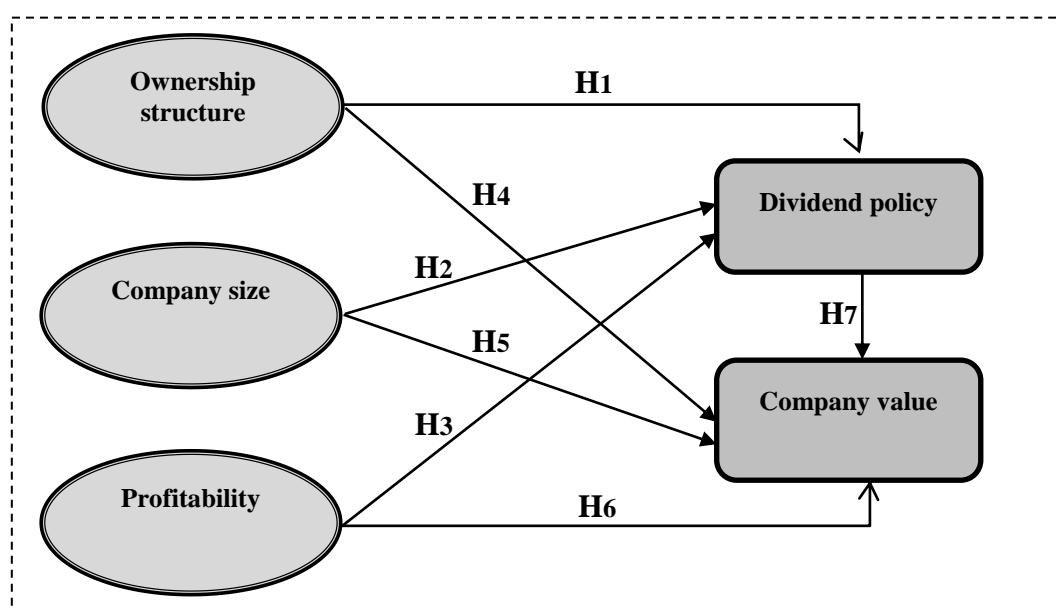 Ownership
structure
H1
Dividend policy
H4
H2
Company size
H7
H5
Company value
H3
Profitability
H6